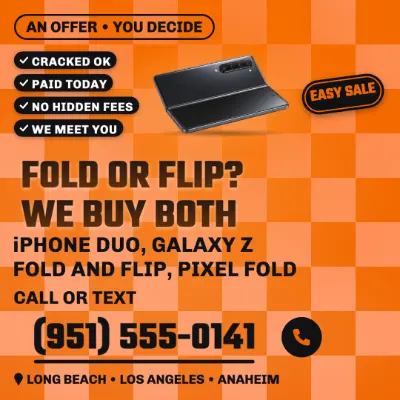 AN OFFER • YOU DECIDE
CRACKED OK
PAID TODAY
NO HIDDEN FEES
WE MEET YOU
EASY SALE
FOLD OR FLIP?
WE BUY BOTH
iPHONE DUO, GALAXY Z
FOLD AND FLIP, PIXEL FOLD
CALL OR TEXT
(951) 555-0141
LONG BEACH • LOS ANGELES • ANAHEIM